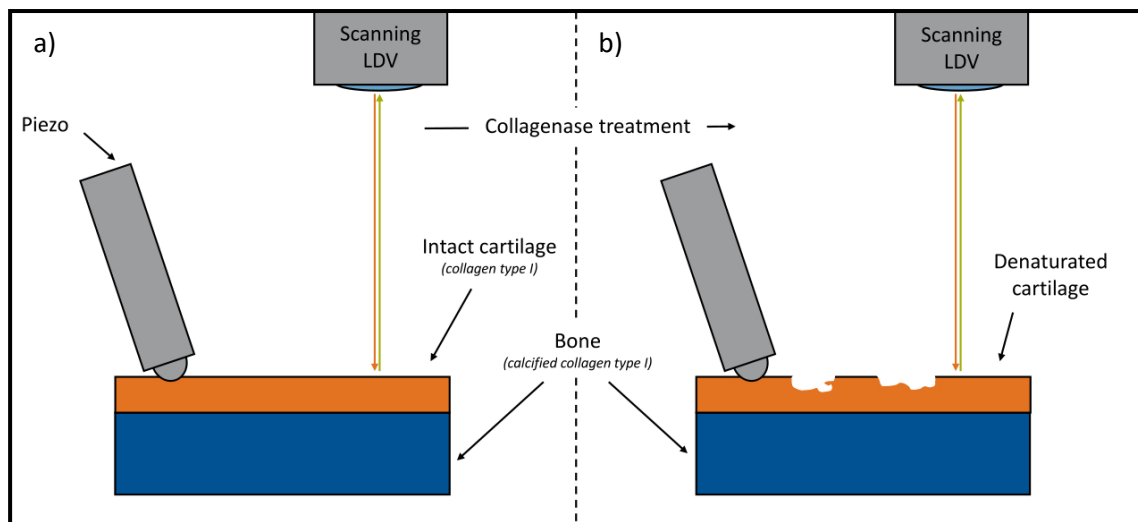 a)
Scanning
LDV
Piezo
Intact cartilage
(collagen type I)
Collagenase treatment
Bone
(calcified collagen type I)
b)
Scanning
LDV
Denaturated
cartilage